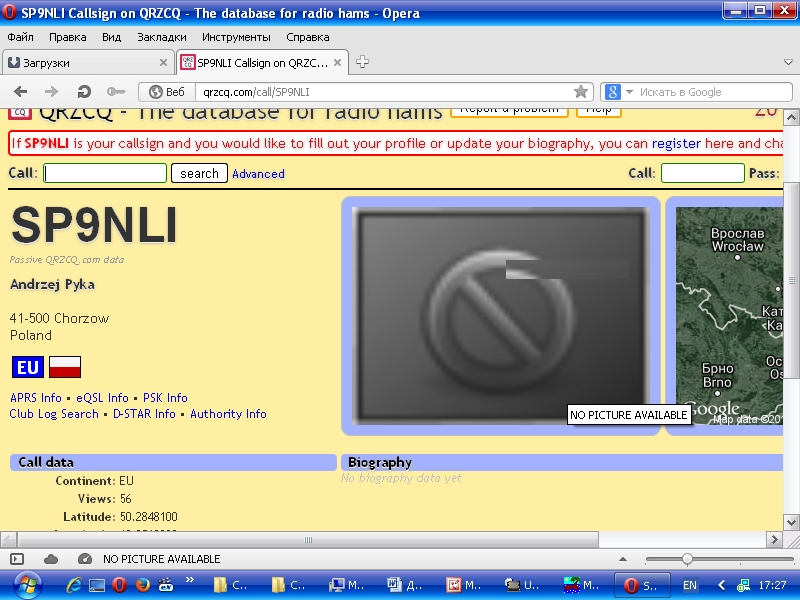 SP9NLI Callsign on QRZCQ - The database for radio hams - Opera
Файл Правка Вид Закладки Инструменты Справка
Загрузки
SP9NLI Callsign on QRZC...
Веб
qrzcq.com/call/SP9NLI
Искать в Google
QRZCQ - The database for radio hams
Report a problem
Help
If SP9NLI is your callsign and you would like to fill out your profile or update your biography, you can register here and cha
Call:
search
Advanced
Call:
Pass:
SP9NLI
Passive QRZCQ.com data
Andrzej Pyka
41-500 Chorzow
Poland
EU
APRS Info • eQSL Info • PSK Info
Club Log Search • D-STAR Info • Authority Info
Врослав
Wrocław
Кат
Ka
Брно
Brno
Ос
Os
Google
Map data ©201
NO PICTURE AVAILABLE
Call data
Continent: EU
Views: 56
Latitude: 50.2848100
Biography
No biography data yet
NO PICTURE AVAILABLE
С..
С..
М..
Д..
М..
U..
М..
S..
EN
17:27